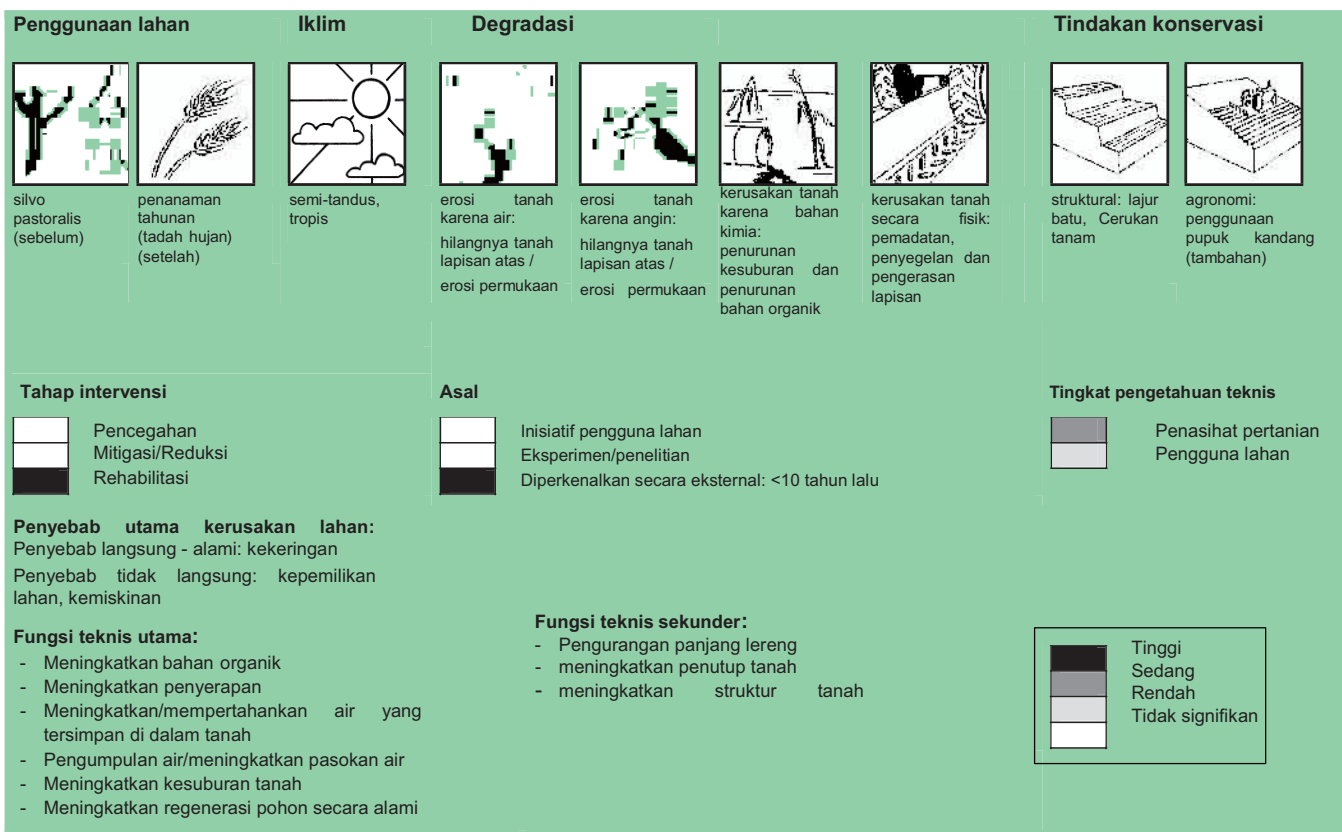 Penggunaan lahan
Iklim
Degradasi
Tindakan konservasi
silvo
pastoralis
(sebelum)
penanaman
tahunan
(tadah hujan)
(setelah)
semi-tandus,
tropis
erosi tanah
karena air:
hilangnya tanah
lapisan atas /
erosi permukaan
erosi tanah
karena angin:
hilangnya tanah
lapisan atas /
erosi permukaan
kerusakan tanah
karena bahan
kimia:
penurunan
kesuburan dan
penurunan
bahan organik
kerusakan tanah
secara fisik:
pemadatan,
penyegelan dan
pengerasan
lapisan
struktural: lajur
batu, Cerukan
tanam
agronomi:
penggunaan
pupuk kandang
(tambahan)
Tahap intervensi
Pencegahan
Mitigasi/Reduksi
Rehabilitasi
Asal
Inisiatif pengguna lahan
Eksperimen/penelitian
Diperkenalkan secara eksternal: <10 tahun lalu
Tingkat pengetahuan teknis
Penasihat pertanian
Pengguna lahan
Penyebab utama kerusakan lahan:
Penyebab langsung - alami: kekeringan
Penyebab tidak langsung: kepemilikan
lahan, kemiskinan
Fungsi teknis utama:
- Meningkatkan bahan organik
- Meningkatkan penyerapan
- Meningkatkan/mempertahankan air yang
tersimpan di dalam tanah
- Pengumpulan air/meningkatkan pasokan air
- Meningkatkan kesuburan tanah
- Meningkatkan regenerasi pohon secara alami
Fungsi teknis sekunder:
- Pengurangan panjang lereng
- meningkatkan penutup tanah
- meningkatkan struktur tanah
Tinggi
Sedang
Rendah
Tidak signifikan